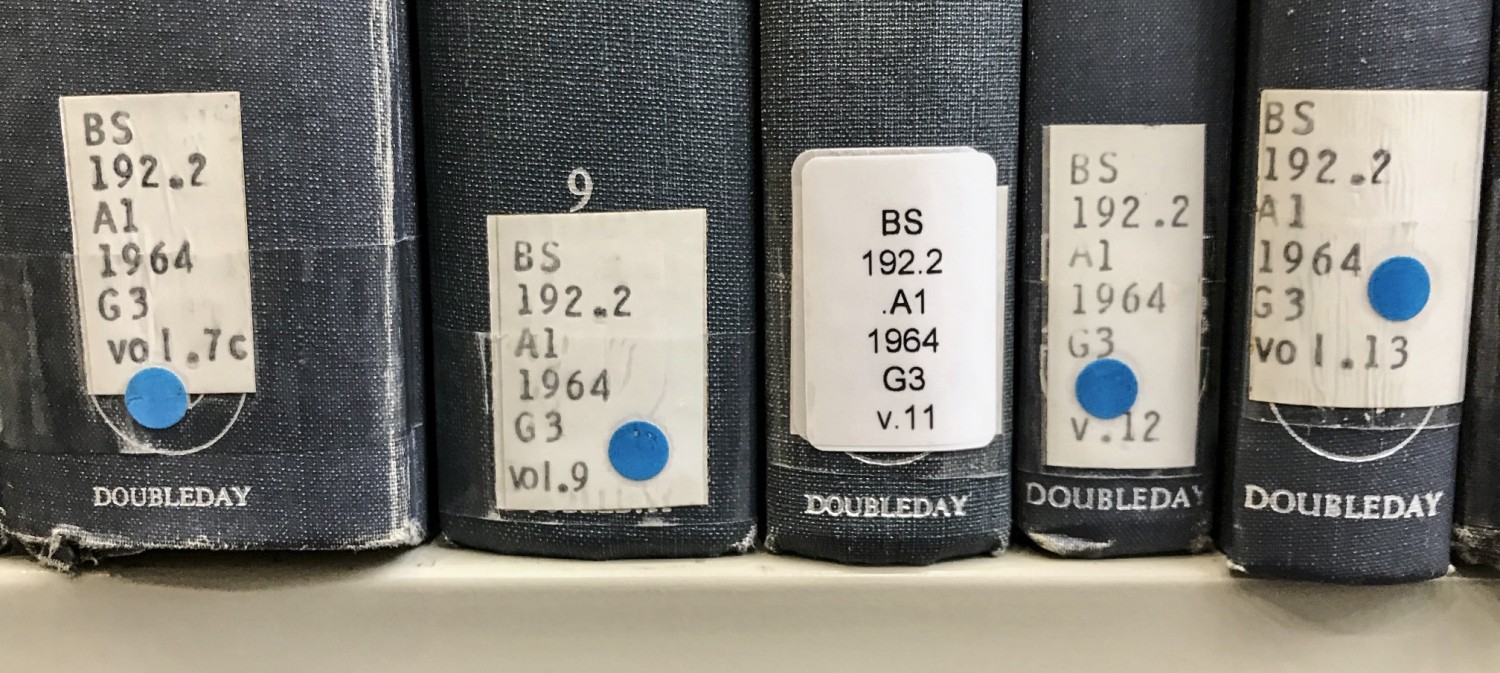 BS
192.2
A1
1964
G3
vol.7c
DOUBLEDAY
9
BS
192.2
A1
1964
G3
vol.9
BS
192.2
.A1
1964
G3
v.11
DOUBLEDAY
BS
192.2
A1
1964
G3
v.12
DOUBLEDAY
BS
192.2
A1
1964
G3
vol.13
DOUBLEDAY